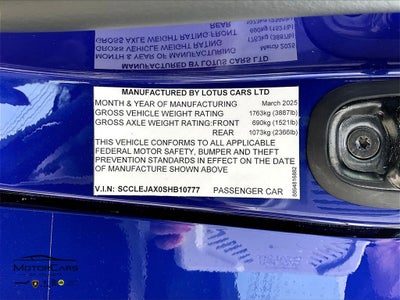 MANUFACTURED BY LOTUS CARS LTD
MONTH & YEAR OF MANUFACTURING March 2025
GROSS VEHICLE WEIGHT RATING 1763kg (3887lb)
GROSS AXLE WEIGHT RATING:FRONT 690kg (1521lb)
REAR 1073kg (2366lb)
THIS VEHICLE CONFORMS TO ALL APPLICABLE
FEDERAL MOTOR SAFETY, BUMPER AND THEFT
PREVENTION STANDARDS IN EFFECT ON THE DATE
OF MANUFACTURE SHOWN ABOVE
V.I.N: SCCLEJAX0SHB10777 PASSENGER CAR
MOTORCARS